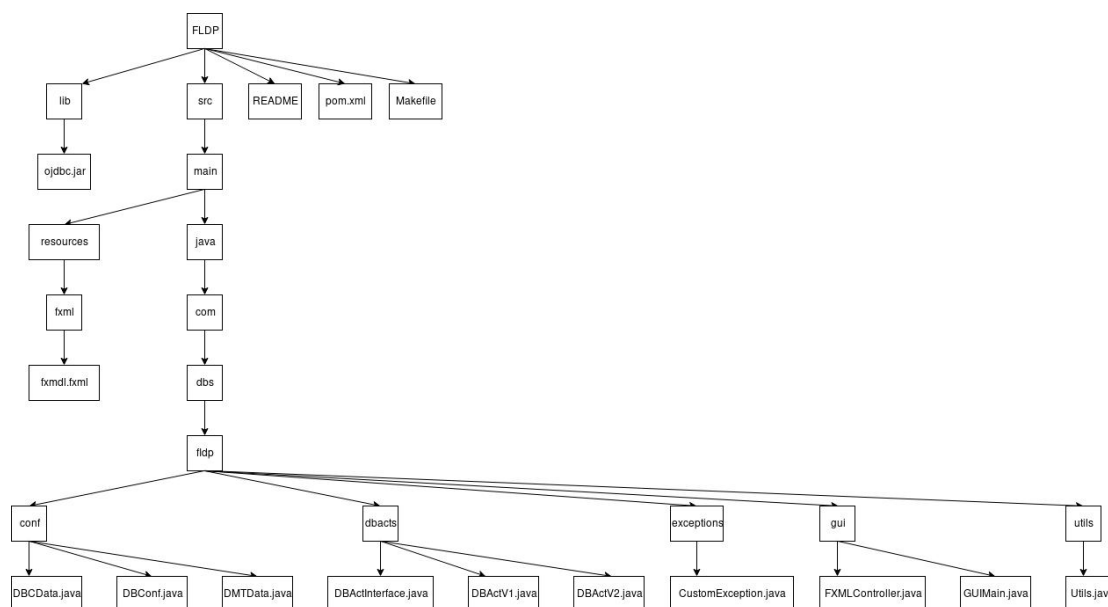 FLDP
lib
src
README
pom.xml
Makefile
ojdbc.jar
main
resources
java
fxml
com
fxmdl.fxml
dbs
fldp
conf
dbacts
exceptions
gui
utils
DBCData.java
DBConf.java
DMTData.java
DBActInterface.java
DBActV1.java
DBActV2.java
CustomException.java
FXMLController.java
GUIMain.java
Utils.java